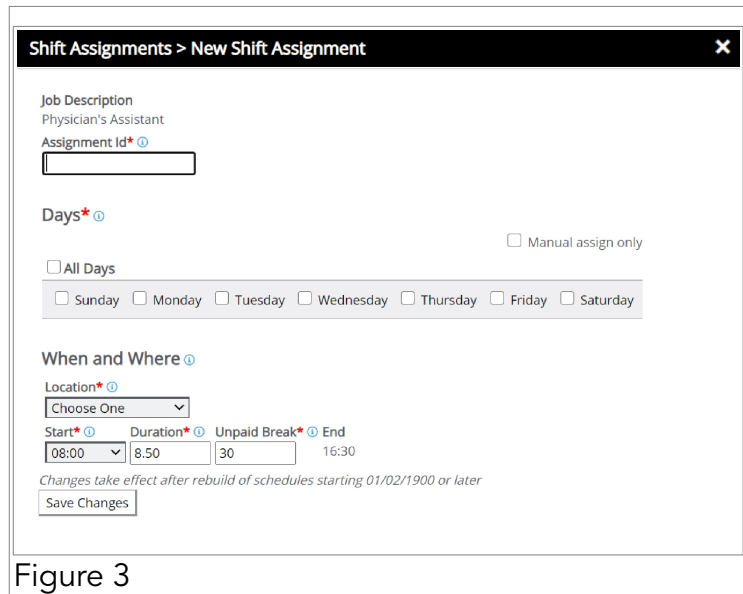 Shift Assignments > New Shift Assignment
Job Description
Physician's Assistant
Assignment Id*
Days*
Manual assign only
All Days
Sunday Monday Tuesday Wednesday Thursday Friday Saturday
When and Where
Location*
Choose One
Start* Duration* Unpaid Break* End
08:00 8.50 30 16:30
Changes take effect after rebuild of schedules starting 01/02/1900 or later
Save Changes
Figure 3